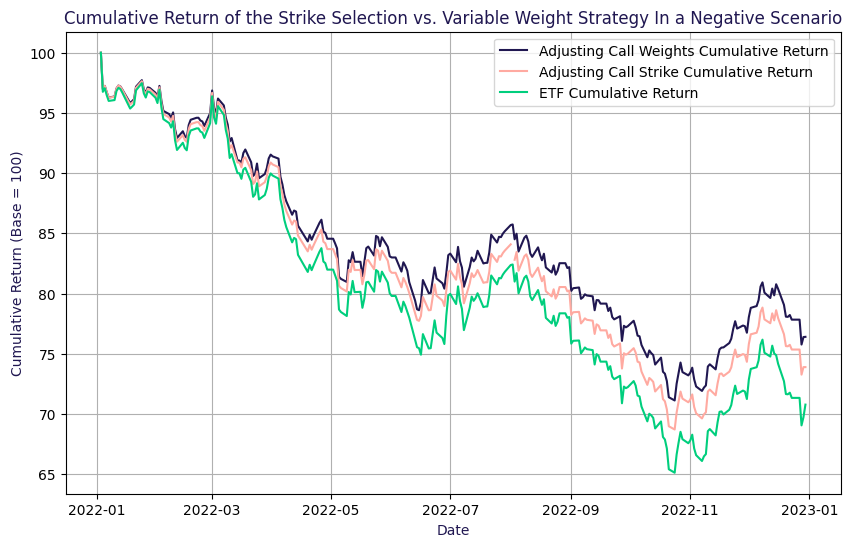 Cumulative Return of the Strike Selection vs. Variable Weight Strategy In a Negative Scenario
Adjusting Call Weights Cumulative Return
Adjusting Call Strike Cumulative Return
ETF Cumulative Return
Cumulative Return (Base = 100)
100
95
90
85
80
75
70
65
2022-01
2022-03
2022-05
2022-07
2022-09
2022-11
2023-01
Date